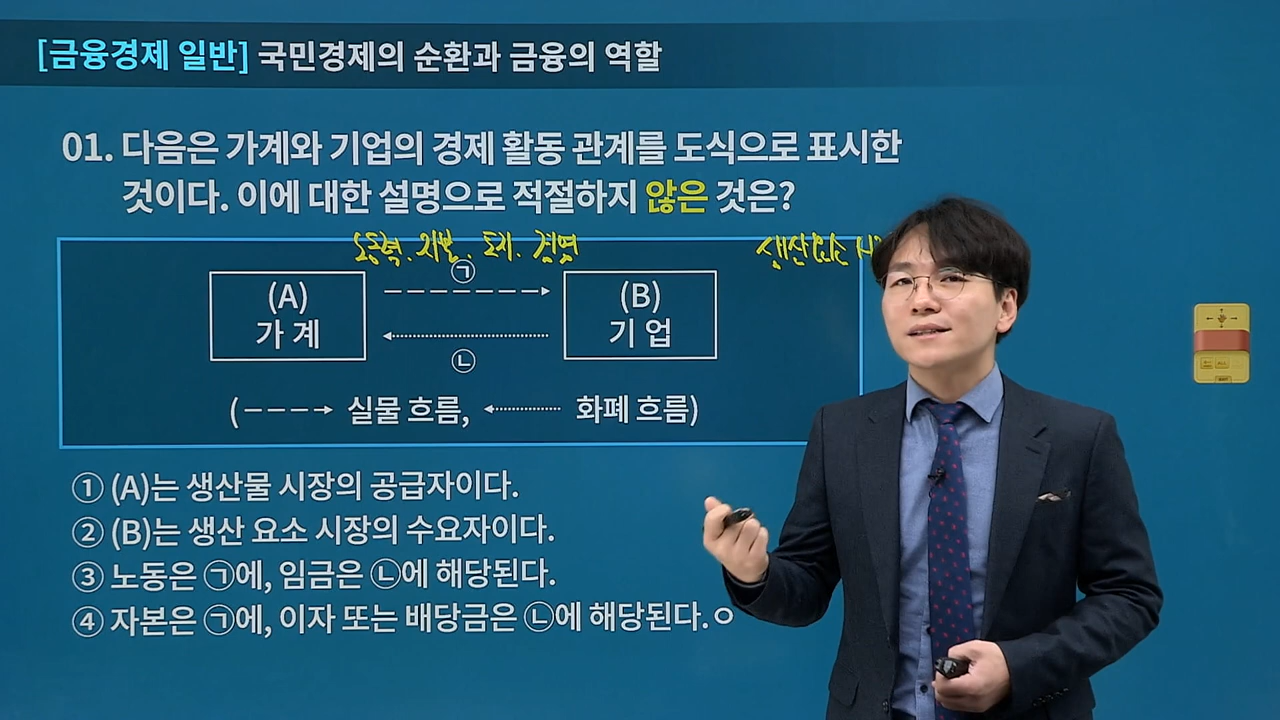 [금융경제 일반] 국민경제의 순환과 금융의 역할
01. 다음은 가계와 기업의 경제 활동 관계를 도식으로 표시한
것이다. 이에 대한 설명으로 적절하지 않은 것은?
노동력. 자본. 토지. 경영
생산요소
㉠
(A)
가 계
(B)
기 업
㉡
( 실물 흐름, 화폐 흐름)
① (A)는 생산물 시장의 공급자이다.
② (B)는 생산 요소 시장의 수요자이다.
③ 노동은 ㉠에, 임금은 ㉡에 해당된다.
④ 자본은 ㉠에, 이자 또는 배당금은 ㉡에 해당된다.